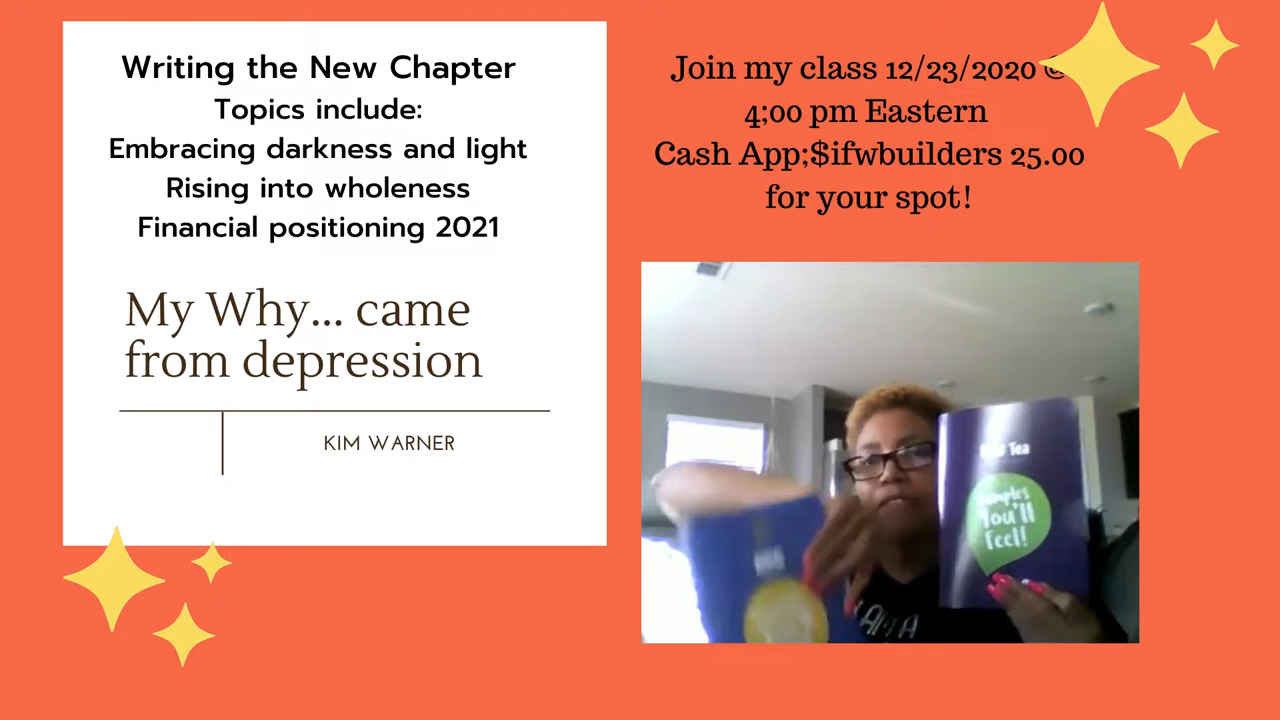 Writing the New Chapter
Topics include:
Embracing darkness and light
Rising into wholeness
Financial positioning 2021
My Why... came
from depression
KIM WARNER
Join my class 12/23/2020 @
4;00 pm Eastern
Cash App;$ifwbuilders 25.00
for your spot!
Tea
You'll
Feel!